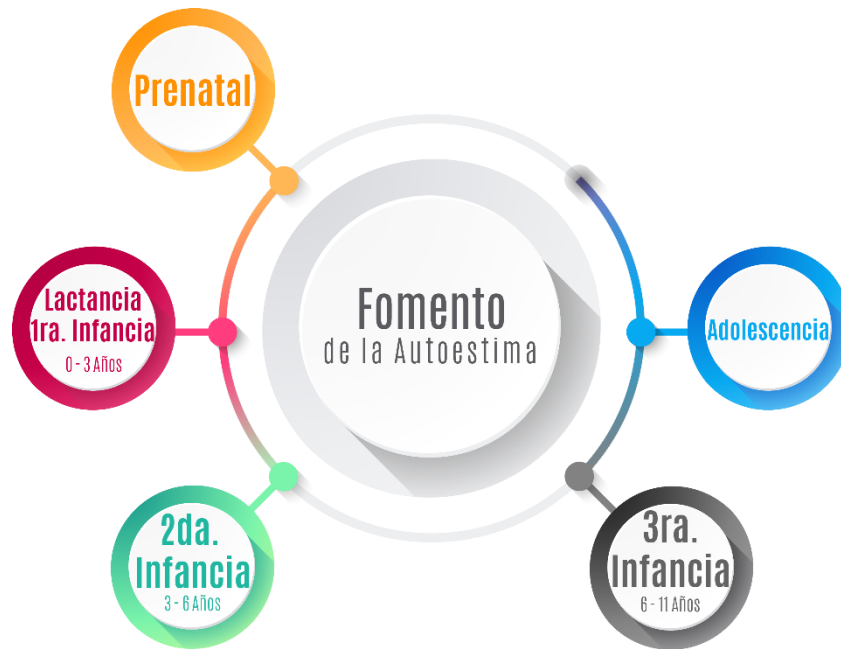 Prenatal
Lactancia
1ra. Infancia
0 - 3 Años
2da.
Infancia
3 - 6 Años
Fomento
de la Autoestima
3ra.
Infancia
6 - 11 Años
Adolescencia